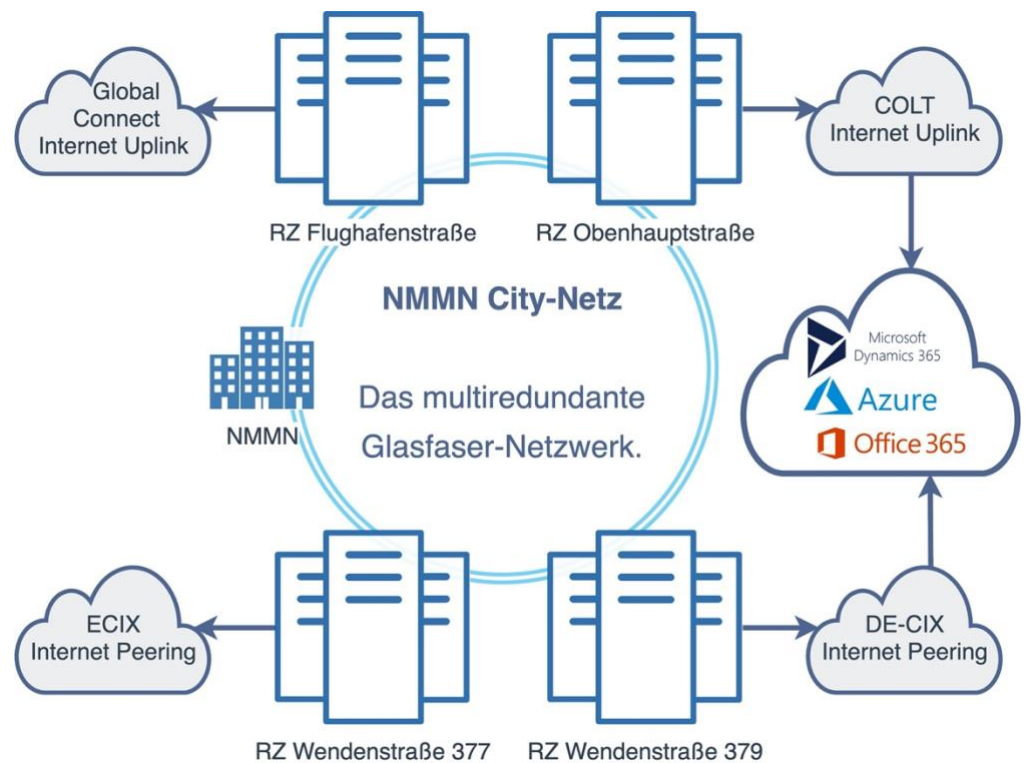 Global
Connect
Internet Uplink
COLT
Internet Uplink
RZ Flughafenstraße
RZ Obenhauptstraße
NMMN City-Netz
Das multiredundante
Glasfaser-Netzwerk.
NMMN
Microsoft
Dynamics 365
Azure
Office 365
ECIX
Internet Peering
DE-CIX
Internet Peering
RZ Wendenstraße 377
RZ Wendenstraße 379